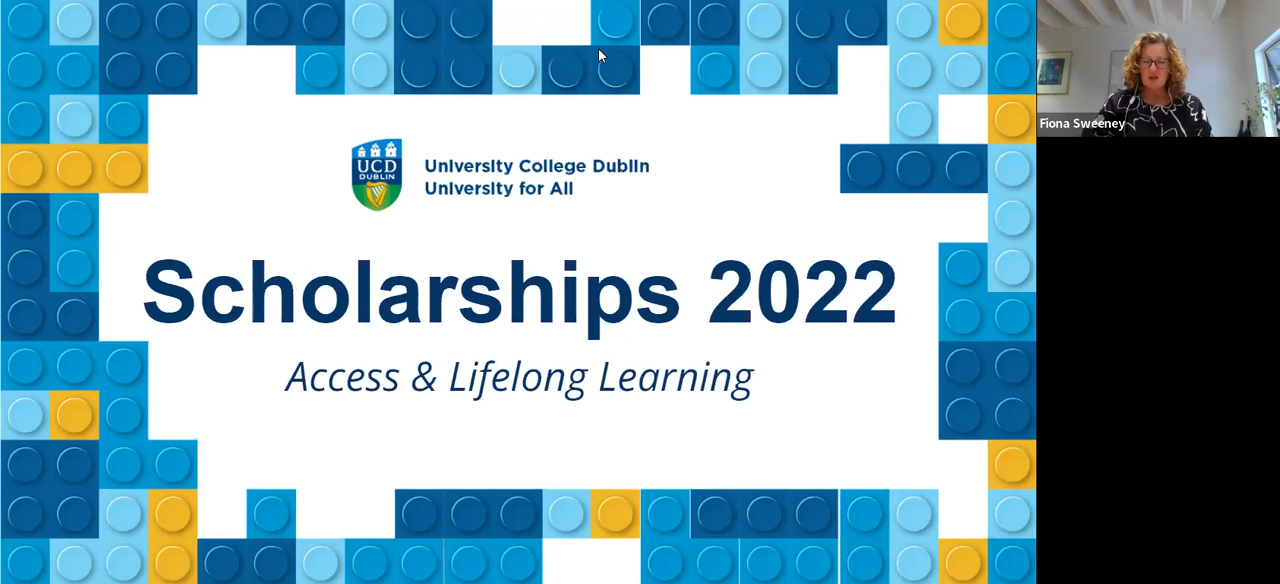 UCD
DUBLIN
University College Dublin
University for All
Scholarships 2022
Access & Lifelong Learning
Fiona Sweeney